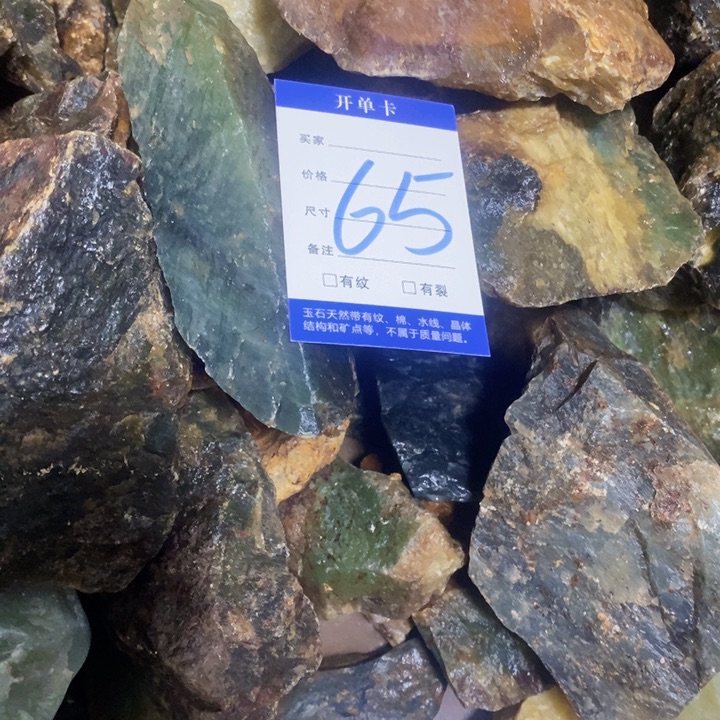 开单卡
买家
价格
尺寸
备注
65
□有纹 □有裂
玉石天然带有纹、棉、水线、晶体
结构和矿点等，不属于质量问题。